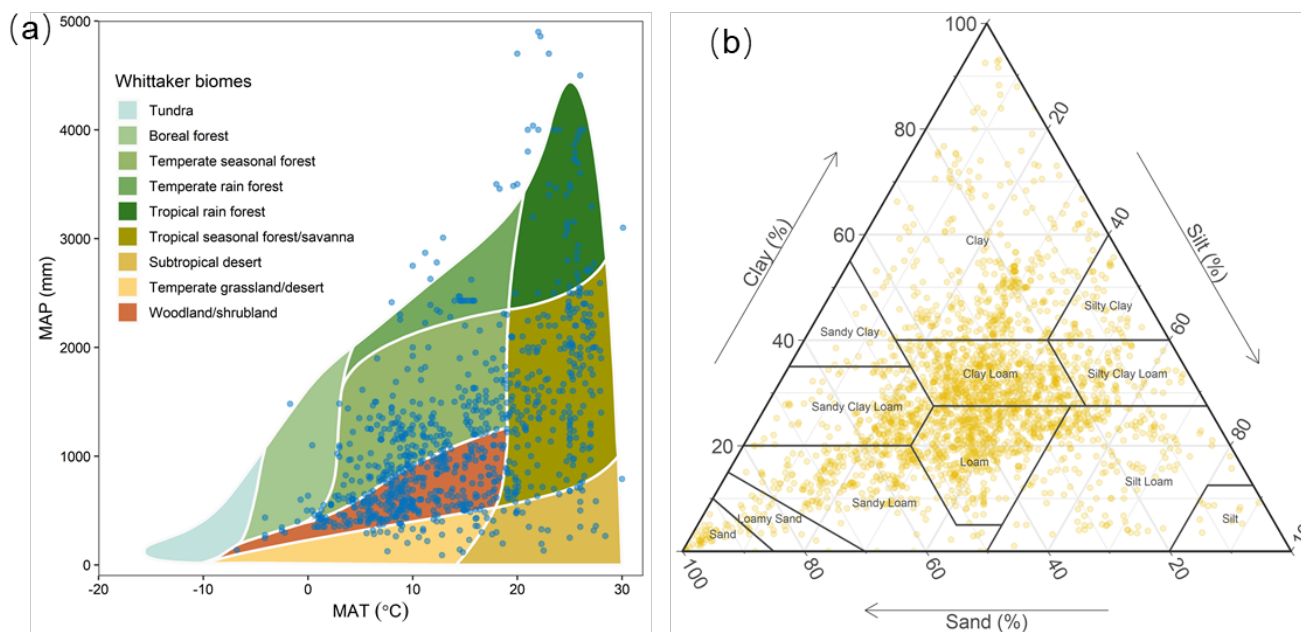 (a)
5000
4000
3000
2000
1000
0
MAP (mm)
Whittaker biomes
Tundra
Boreal forest
Temperate seasonal forest
Temperate rain forest
Tropical rain forest
Tropical seasonal forest/savanna
Subtropical desert
Temperate grassland/desert
Woodland/shrubland
-20
-10
0
10
20
30
MAT (°C)
(b)
100
80
60
40
20
Clay (%)
20
40
60
80
Silt (%)
Clay
Silty Clay
Sandy Clay
Clay Loam
Silty Clay Loam
Sandy Clay Loam
Loam
Silt Loam
Sandy Loam
Loamy Sand
Sand
Silt
100
80
60
40
20
Sand (%)